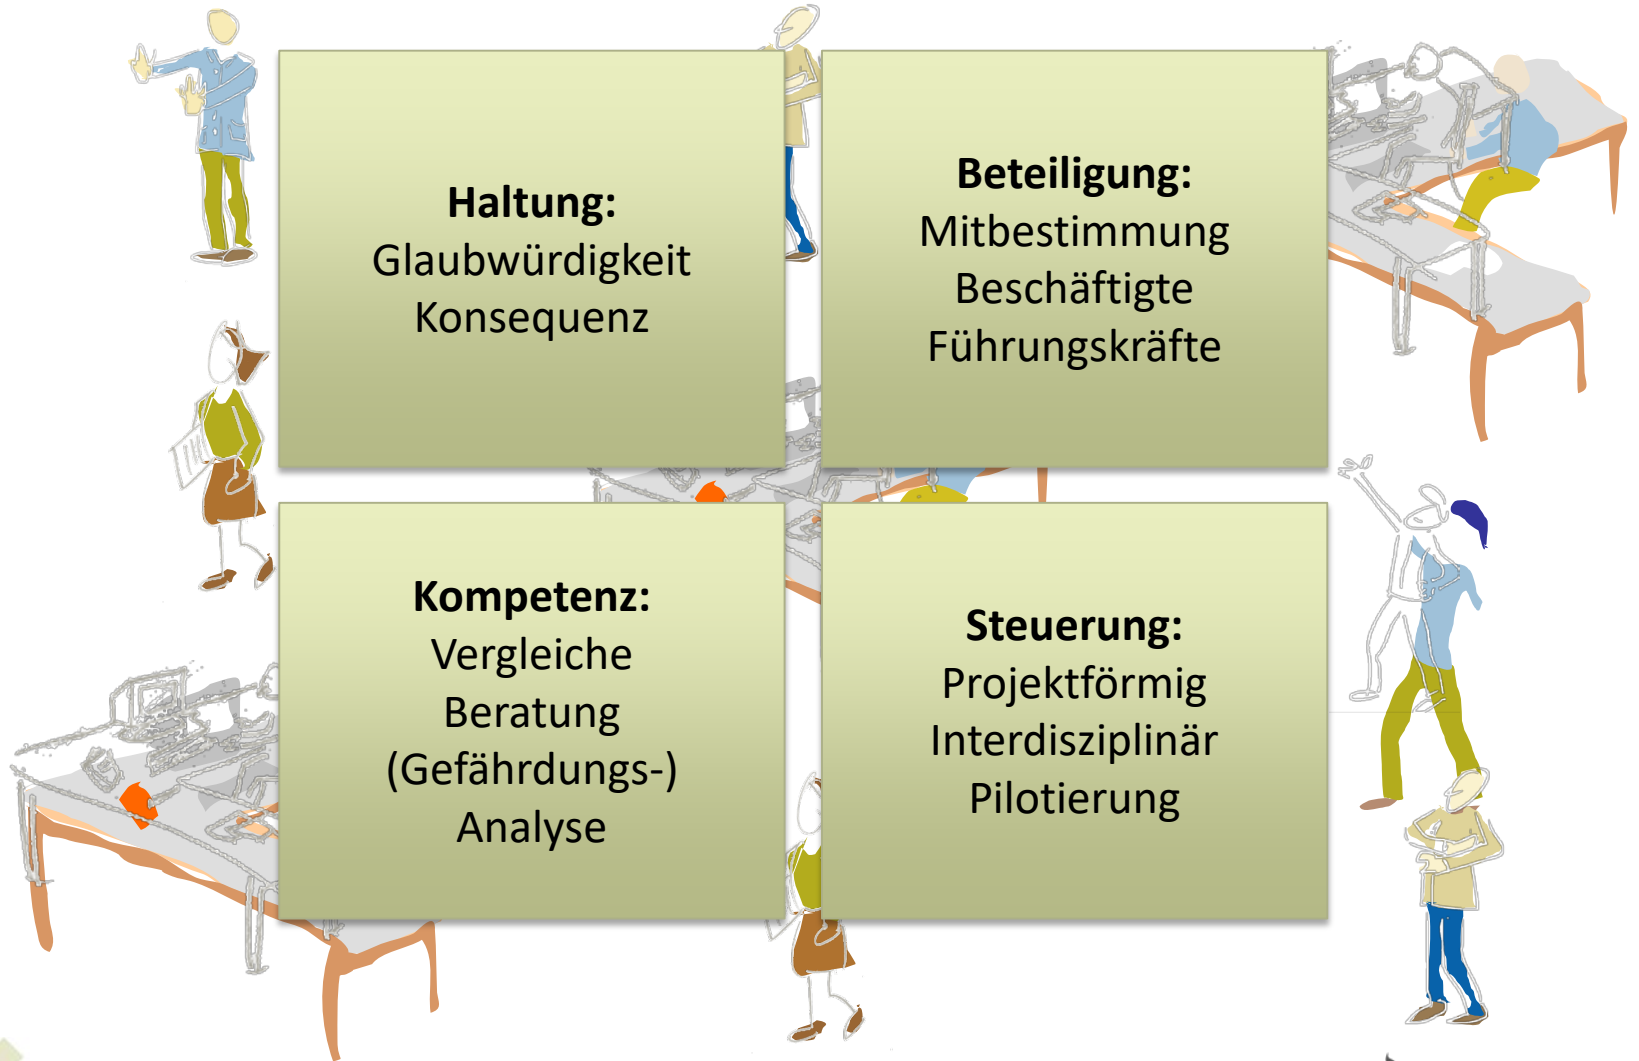 Haltung:
Glaubwürdigkeit
Konsequenz
Beteiligung:
Mitbestimmung
Beschäftigte
Führungskräfte
Kompetenz:
Vergleiche
Beratung
(Gefährdungs-)
Analyse
Steuerung:
Projektförmig
Interdisziplinär
Pilotierung